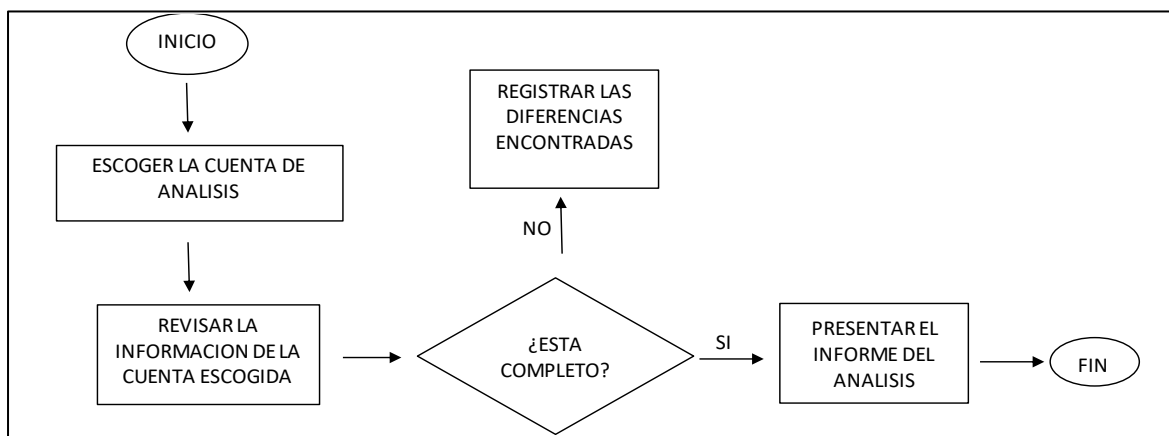 INICIO
ESCOGER LA CUENTA DE
ANALISIS
REVISAR LA
INFORMACION DE LA
CUENTA ESCOGIDA
¿ESTA
COMPLETO?
NO
REGISTRAR LAS
DIFERENCIAS
ENCONTRADAS
SI
PRESENTAR EL
INFORME DEL
ANALISIS
FIN